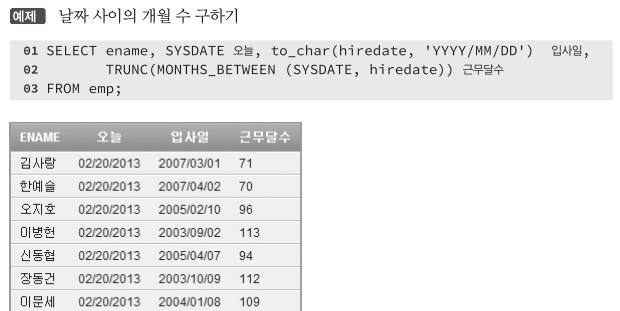 예제 날짜 사이의 개월 수 구하기
01 SELECT ename, SYSDATE 오늘, to_char(hiredate, 'YYYY/MM/DD') 입사일,
02 TRUNC(MONTHS_BETWEEN (SYSDATE, hiredate)) 근무달수
03 FROM emp;
ENAME 오늘 입사일 근무달수
김사랑 02/20/2013 2007/03/01 71
한예슬 02/20/2013 2007/04/02 70
오지호 02/20/2013 2005/02/10 96
이병헌 02/20/2013 2003/09/02 113
신동협 02/20/2013 2005/04/07 94
장동건 02/20/2013 2003/10/09 112
이문세 02/20/2013 2004/01/08 109